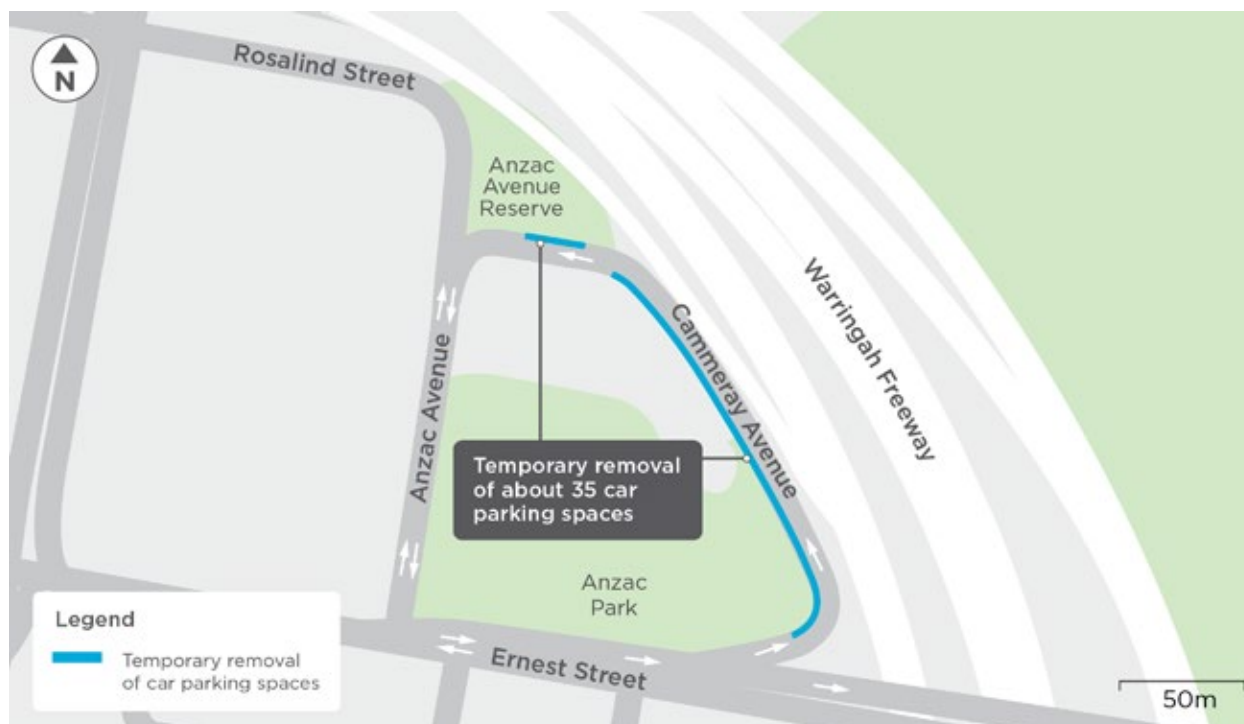 N
Rosalind Street
Anzac
Avenue
Reserve
Warringah Freeway
Cammeray Avenue
Anzac Avenue
Temporary removal
of about 35 car
parking spaces
Anzac
Park
Ernest Street
Legend
Temporary removal
of car parking spaces
50m